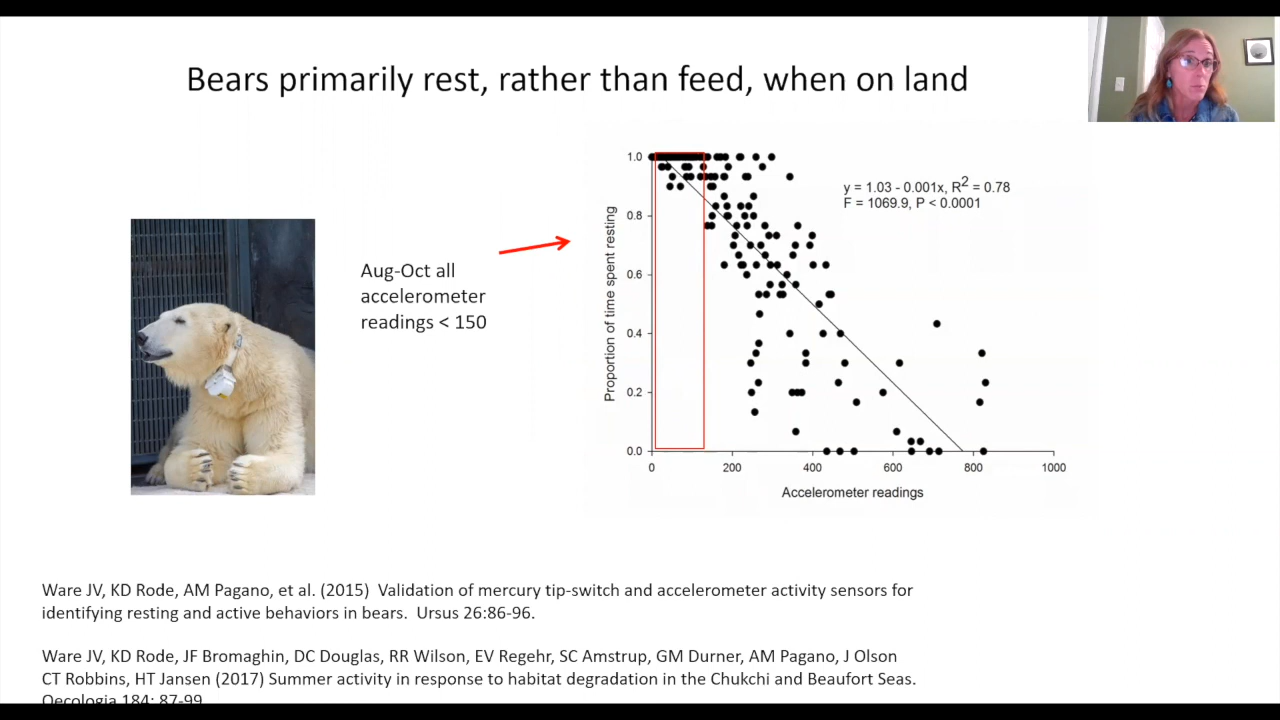 Bears primarily rest, rather than feed, when on land
Aug-Oct all
accelerometer
readings < 150
Proportion of time spent resting
1.0
0.8
0.6
0.4
0.2
0.0
y = 1.03 - 0.001x, R2 = 0.78
F = 1069.9, P < 0.0001
0 200 400 600 800 1000
Accelerometer readings
Ware JV, KD Rode, AM Pagano, et al. (2015) Validation of mercury tip-switch and accelerometer activity sensors for
identifying resting and active behaviors in bears. Ursus 26:86-96.
Ware JV, KD Rode, JF Bromaghin, DC Douglas, RR Wilson, EV Regehr, SC Amstrup, GM Durner, AM Pagano, J Olson
CT Robbins, HT Jansen (2017) Summer activity in response to habitat degradation in the Chukchi and Beaufort Seas.
Oecologia 184: 87-99